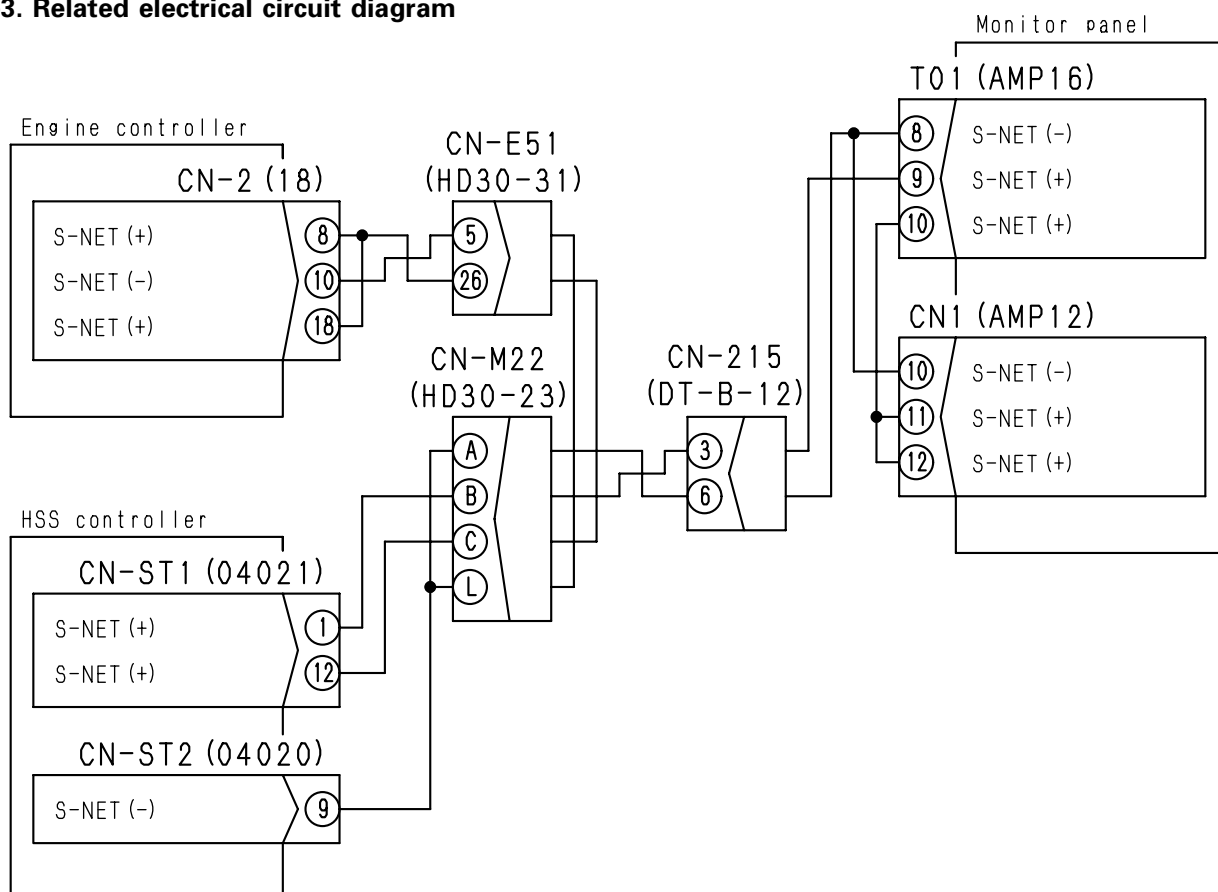 3. Related electrical circuit diagram
Monitor panel
T01 (AMP16)
8 S-NET (-)
9 S-NET (+)
10 S-NET (+)
CN1 (AMP12)
10 S-NET (-)
11 S-NET (+)
12 S-NET (+)
Engine controller
CN-2 (18)
S-NET (+) 8
S-NET (-) 10
S-NET (+) 18
CN-E51
(HD30-31)
5
26
CN-M22
(HD30-23)
A
B
C
L
CN-215
(DT-B-12)
3
6
HSS controller
CN-ST1 (04021)
S-NET (+) 1
S-NET (+) 12
CN-ST2 (04020)
S-NET (-) 9